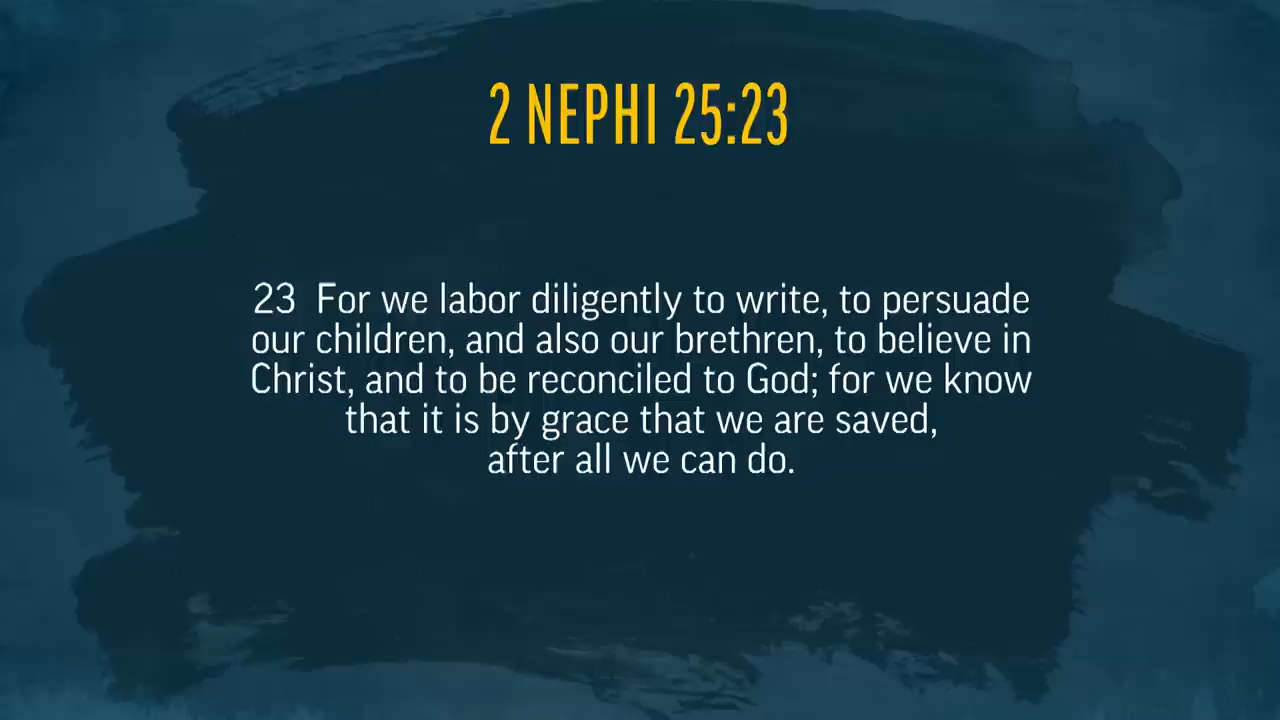 2 NEPHI 25:23
23 For we labor diligently to write, to persuade
our children, and also our brethren, to believe in
Christ, and to be reconciled to God; for we know
that it is by grace that we are saved,
after all we can do.